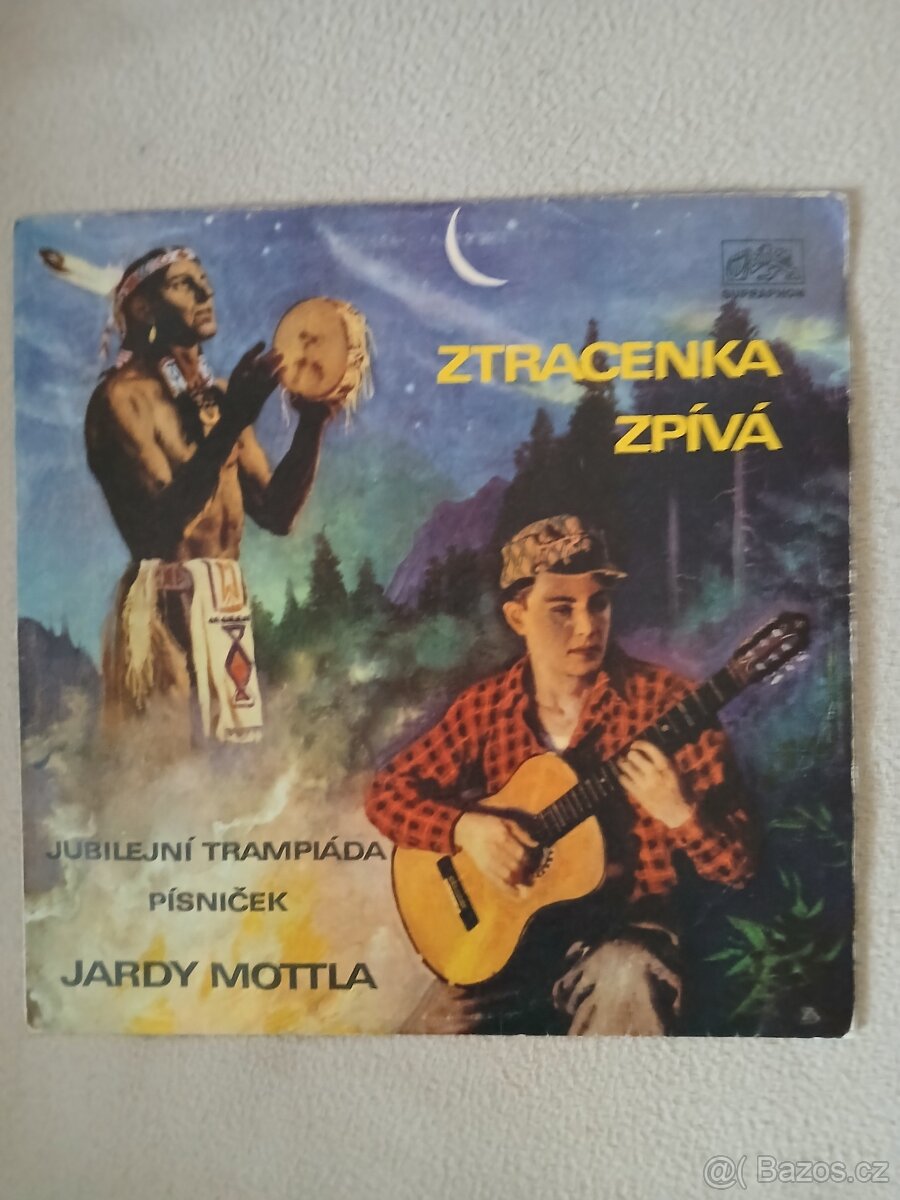 SUPRAPHON
ZTRACENKA
ZPÍVÁ
JUBILEJNÍ TRAMPIÁDA
PÍSNIČEK
JARDY MOTTLA
@( Bazos.cz